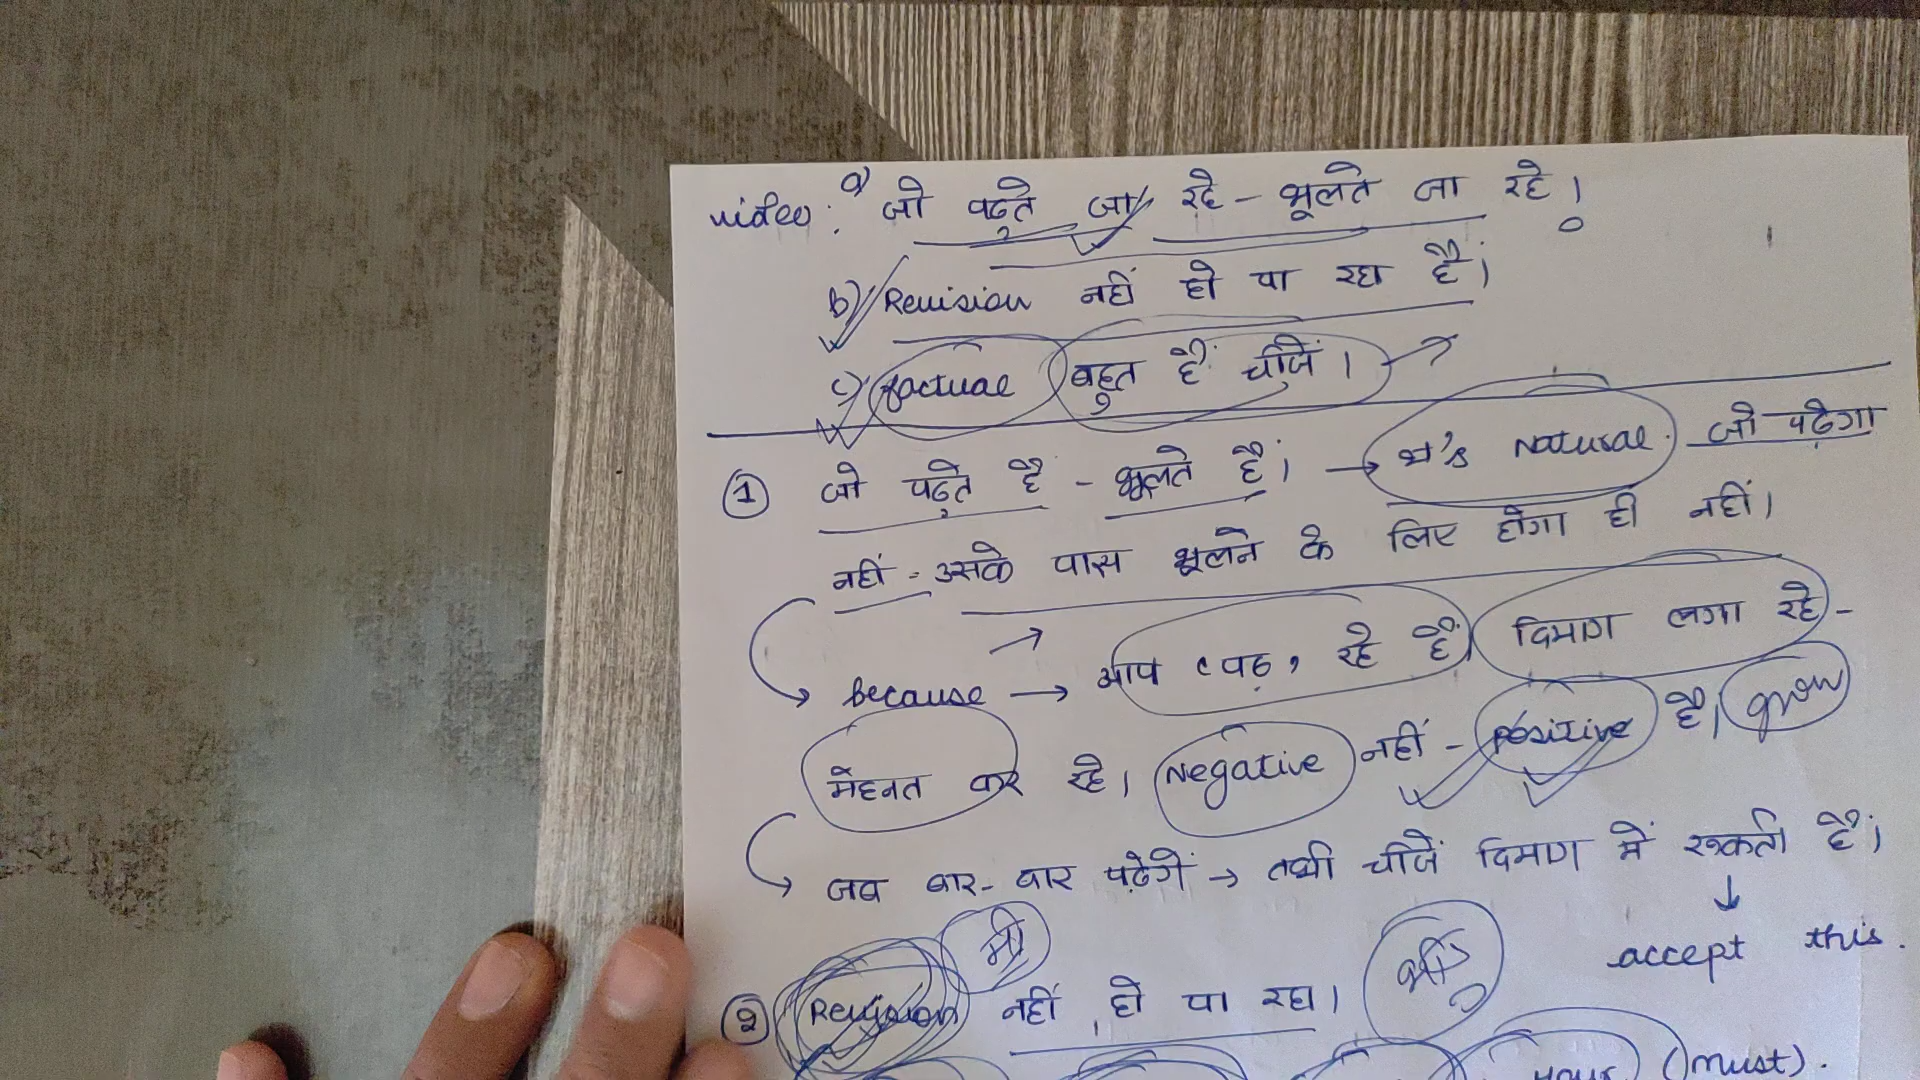 video: a) जो पढ़ते जा रहे - भूलते जा रहे।
b) Revision नहीं हो पा रहा है।
c) factual बहुत हैं चीजें।
① जो पढ़ते है - भूलते है। → It's Natural. जो पढ़ेगा
नहीं - उसके पास भूलने के लिए होगा ही नहीं।
because → आप 'पढ़' रहे हैं दिमाग लगा रहे -
मेहनत कर रहे। Negative नहीं - positive है। grow
जब बार-बार पढ़ेगें → तभी चीजें दिमाग में रुकती हैं।
accept this.
② Revision नहीं हो पा रहा।
your (must).